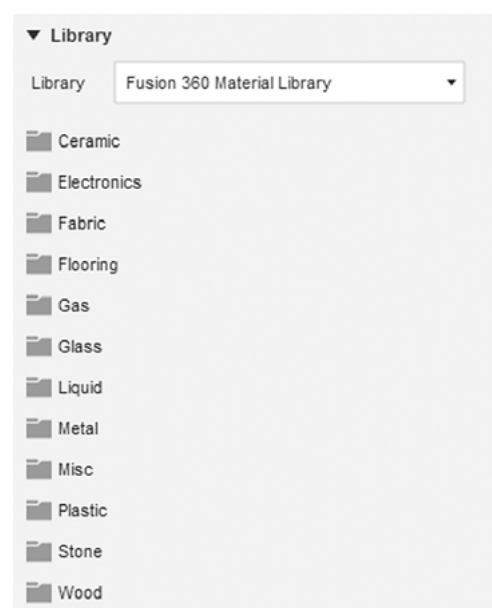 Library
Library Fusion 360 Material Library
Ceramic
Electronics
Fabric
Flooring
Gas
Glass
Liquid
Metal
Misc
Plastic
Stone
Wood